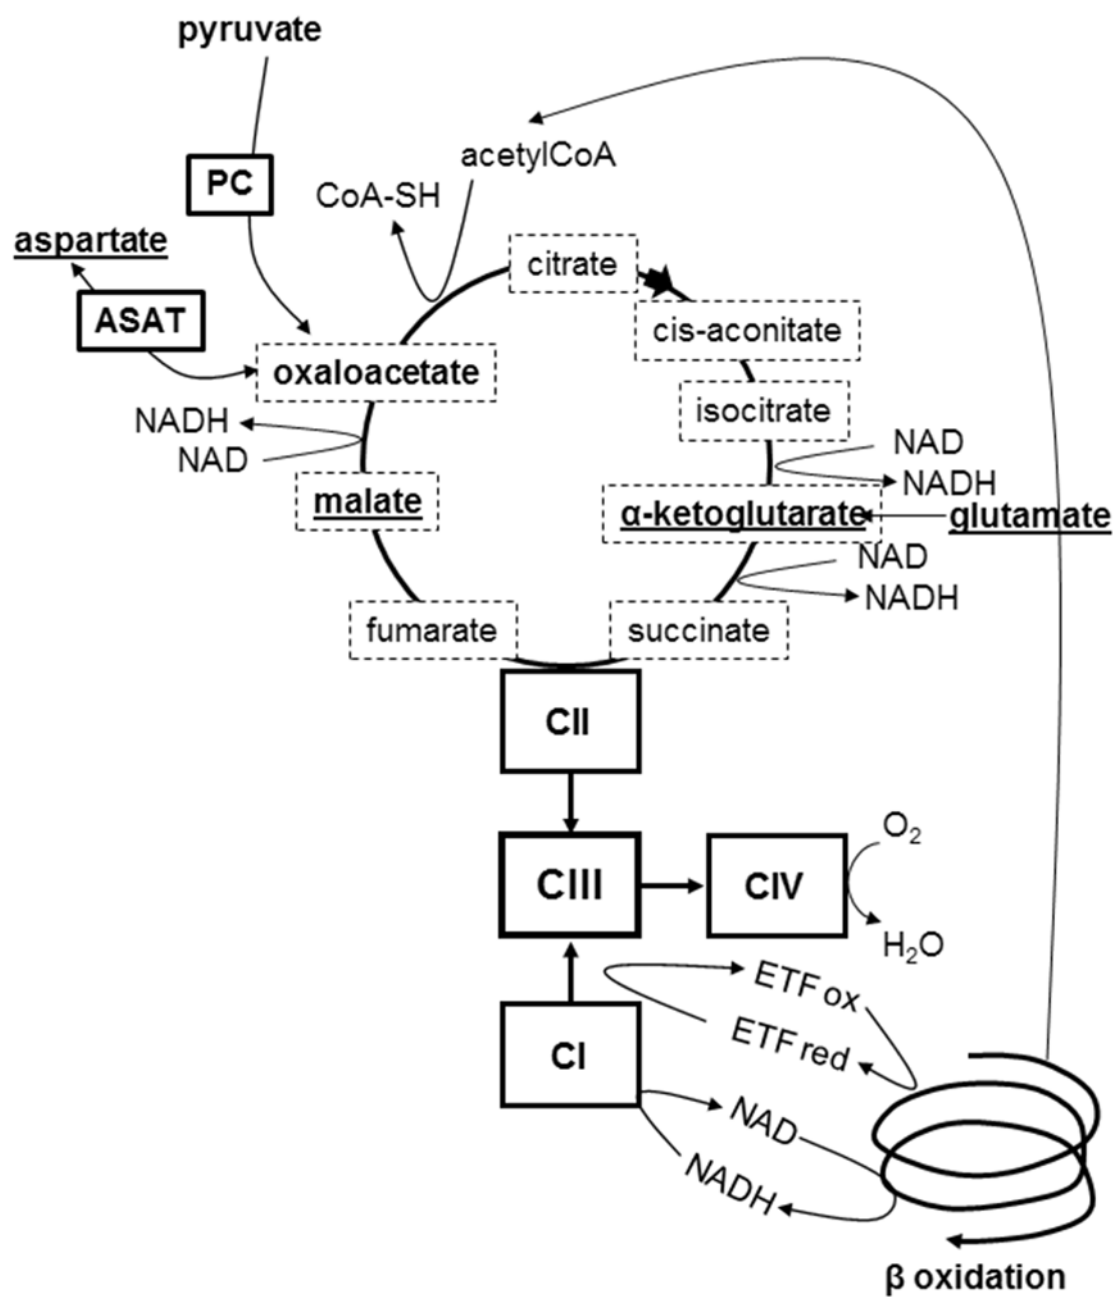 pyruvate
acetylCoA
PC
CoA-SH
aspartate
citrate
ASAT
cis-aconitate
oxaloacetate
isocitrate
NADH
NAD
NAD
NADH
malate
α-ketoglutarate
glutamate
NAD
NADH
fumarate
succinate
CII
O₂
CIII
CIV
H₂O
ETF ox
ETF red
CI
NAD
NADH
β oxidation